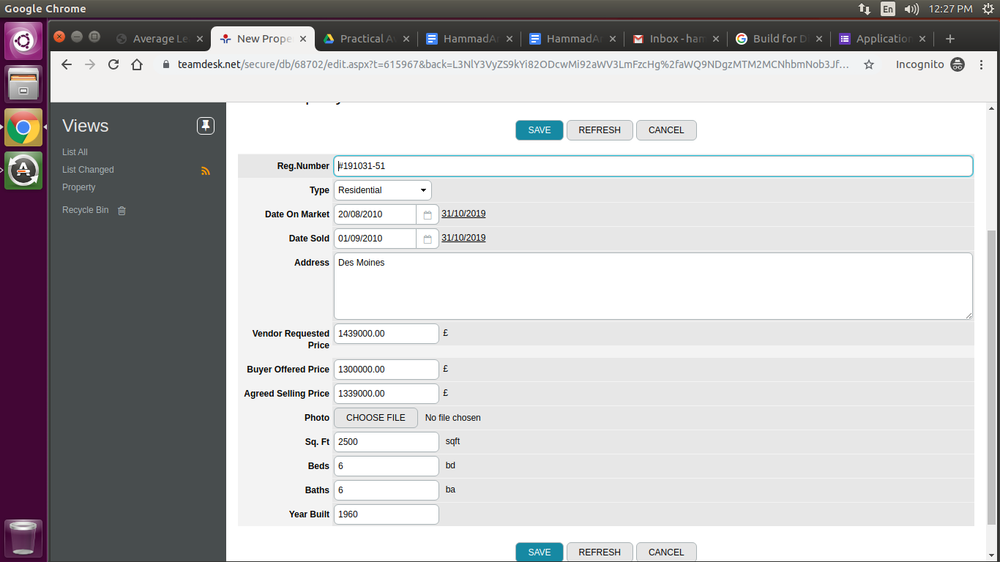 Google Chrome
En
12:27 PM
Average Le
New Prope
Practical Av
HammadAr
HammadAr
Inbox - ham
Build for D
Application
teamdesk.net/secure/db/68702/edit.aspx?t=615967&back=L3NlY3VyZS9kYi82ODcwMi92aWV3LmFzcHg%2faWQ9NDgzMTM2MCNhbmNob3Jf...
Incognito
Views
List All
List Changed
Property
Recycle Bin
SAVE REFRESH CANCEL
Reg.Number #191031-51
Type Residential
Date On Market 20/08/2010 31/10/2019
Date Sold 01/09/2010 31/10/2019
Address Des Moines
Vendor Requested
Price 1439000.00 £
Buyer Offered Price 1300000.00 £
Agreed Selling Price 1339000.00 £
Photo CHOOSE FILE No file chosen
Sq. Ft 2500 sqft
Beds 6 bd
Baths 6 ba
Year Built 1960
SAVE REFRESH CANCEL